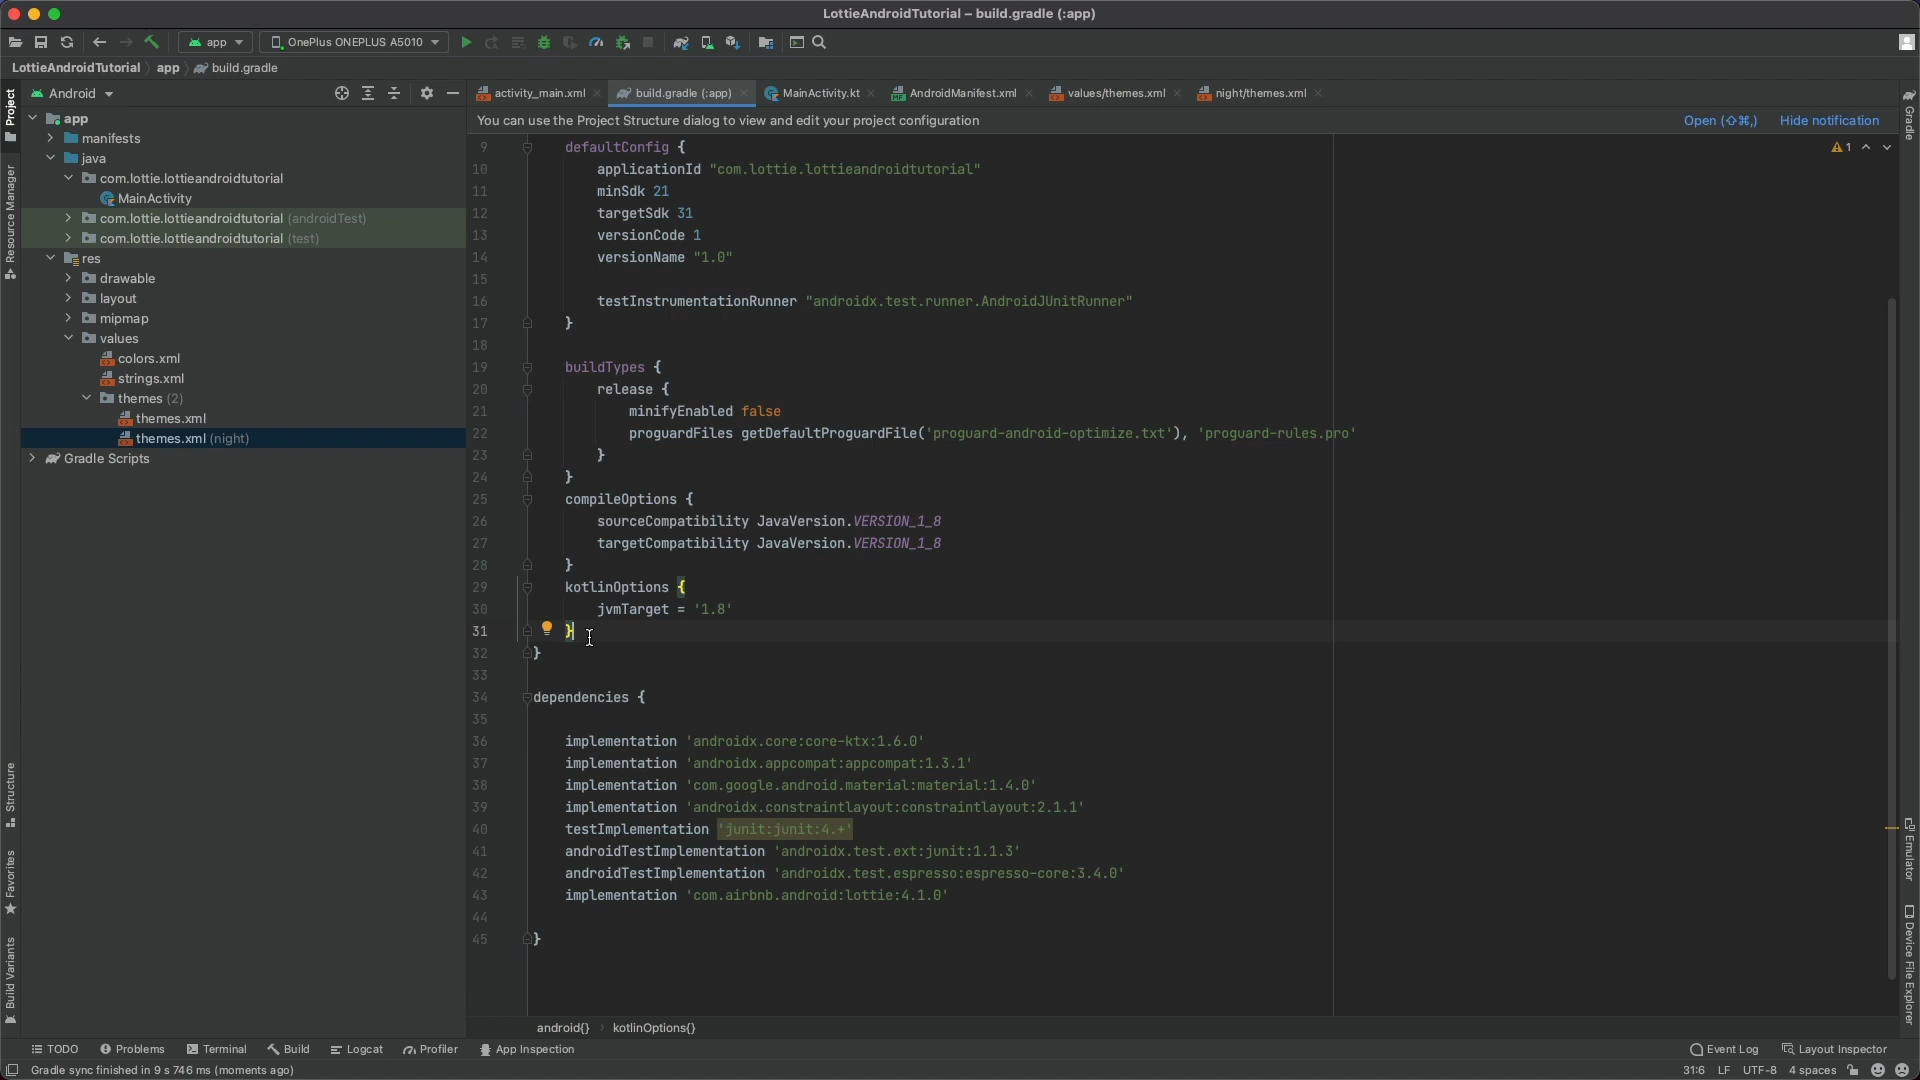 LottieAndroidTutorial – build.gradle (:app)
app
OnePlus ONEPLUS A5010
LottieAndroidTutorial app build.gradle
Project
Resource Manager
Structure
Favorites
Build Variants
Android
app
manifests
java
com.lottie.lottieandroidtutorial
MainActivity
com.lottie.lottieandroidtutorial (androidTest)
com.lottie.lottieandroidtutorial (test)
res
drawable
layout
mipmap
values
colors.xml
strings.xml
themes (2)
themes.xml
themes.xml (night)
Gradle Scripts
activity_main.xml build.gradle (:app) MainActivity.kt AndroidManifest.xml values/themes.xml night/themes.xml
You can use the Project Structure dialog to view and edit your project configuration Open (⇧⌘,) Hide notification
1
9 defaultConfig {
10 applicationId "com.lottie.lottieandroidtutorial"
11 minSdk 21
12 targetSdk 31
13 versionCode 1
14 versionName "1.0"
15
16 testInstrumentationRunner "androidx.test.runner.AndroidJUnitRunner"
17 }
18
19 buildTypes {
20 release {
21 minifyEnabled false
22 proguardFiles getDefaultProguardFile('proguard-android-optimize.txt'), 'proguard-rules.pro'
23 }
24 }
25 compileOptions {
26 sourceCompatibility JavaVersion.VERSION_1_8
27 targetCompatibility JavaVersion.VERSION_1_8
28 }
29 kotlinOptions {
30 jvmTarget = '1.8'
31 }
32 }
33
34 dependencies {
35
36 implementation 'androidx.core:core-ktx:1.6.0'
37 implementation 'androidx.appcompat:appcompat:1.3.1'
38 implementation 'com.google.android.material:material:1.4.0'
39 implementation 'androidx.constraintlayout:constraintlayout:2.1.1'
40 testImplementation 'junit:junit:4.+'
41 androidTestImplementation 'androidx.test.ext:junit:1.1.3'
42 androidTestImplementation 'androidx.test.espresso:espresso-core:3.4.0'
43 implementation 'com.airbnb.android:lottie:4.1.0'
44
45 }
android{} kotlinOptions{}
Gradle
Emulator
Device File Explorer
TODO Problems Terminal Build Logcat Profiler App Inspection Event Log Layout Inspector
Gradle sync finished in 9 s 746 ms (moments ago) 31:6 LF UTF-8 4 spaces